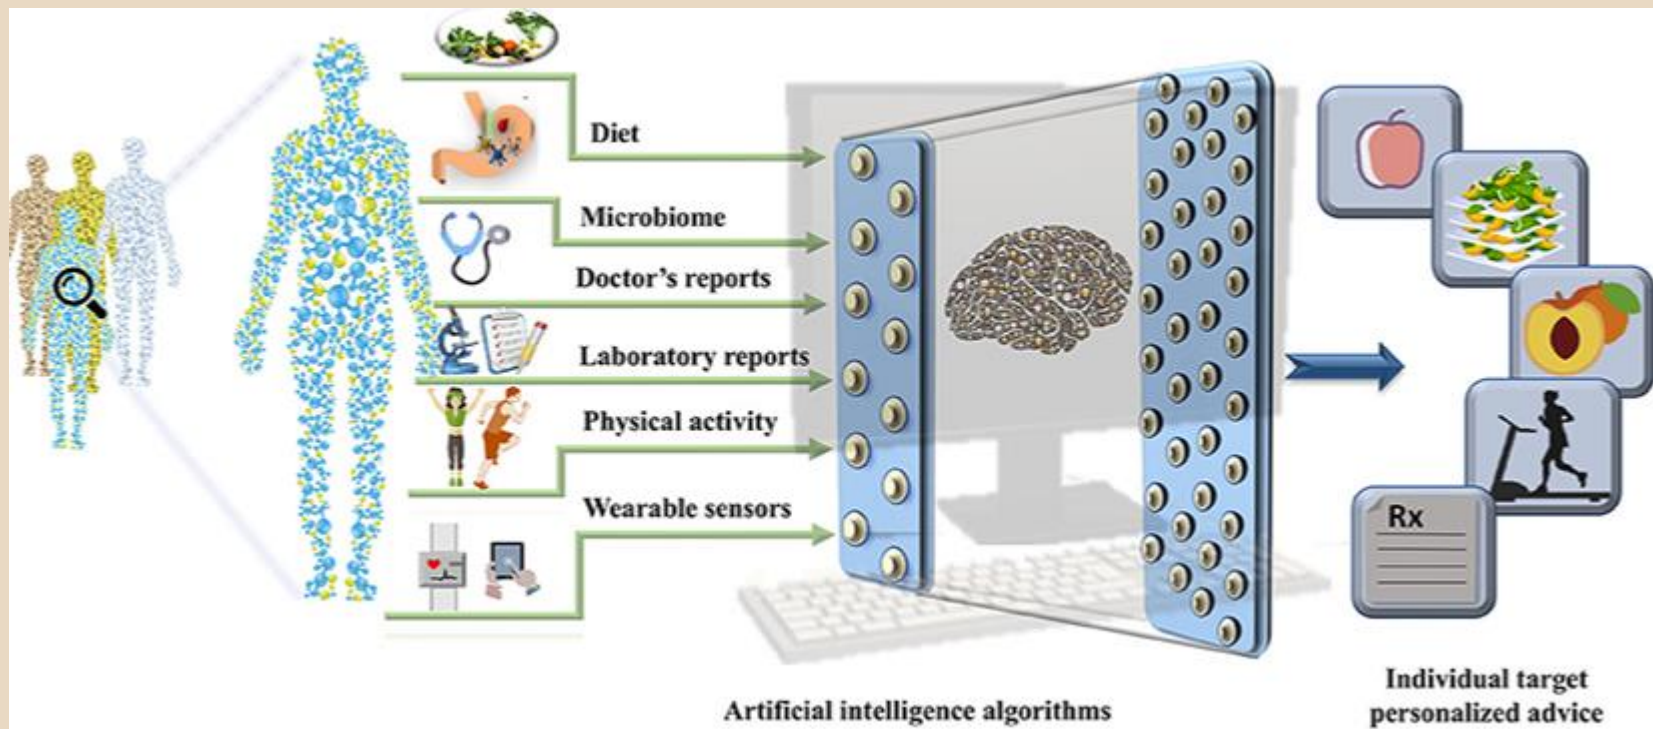 Diet
Microbiome
Doctor's reports
Laboratory reports
Physical activity
Wearable sensors
Rx
Artificial intelligence algorithms
Individual target
personalized advice